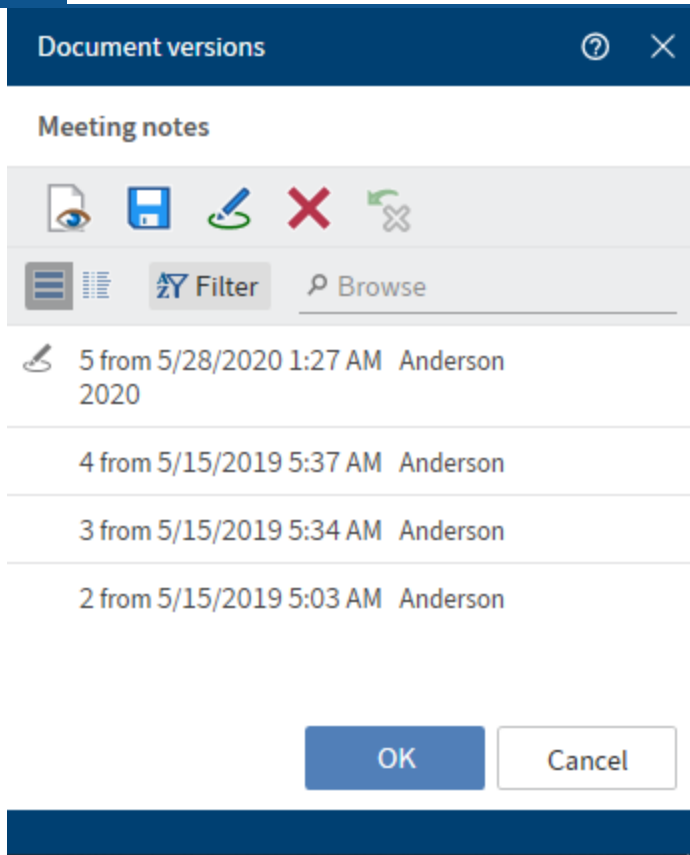 Document versions
Meeting notes
Filter Browse
5 from 5/28/2020 1:27 AM Anderson
2020
4 from 5/15/2019 5:37 AM Anderson
3 from 5/15/2019 5:34 AM Anderson
2 from 5/15/2019 5:03 AM Anderson
OK Cancel